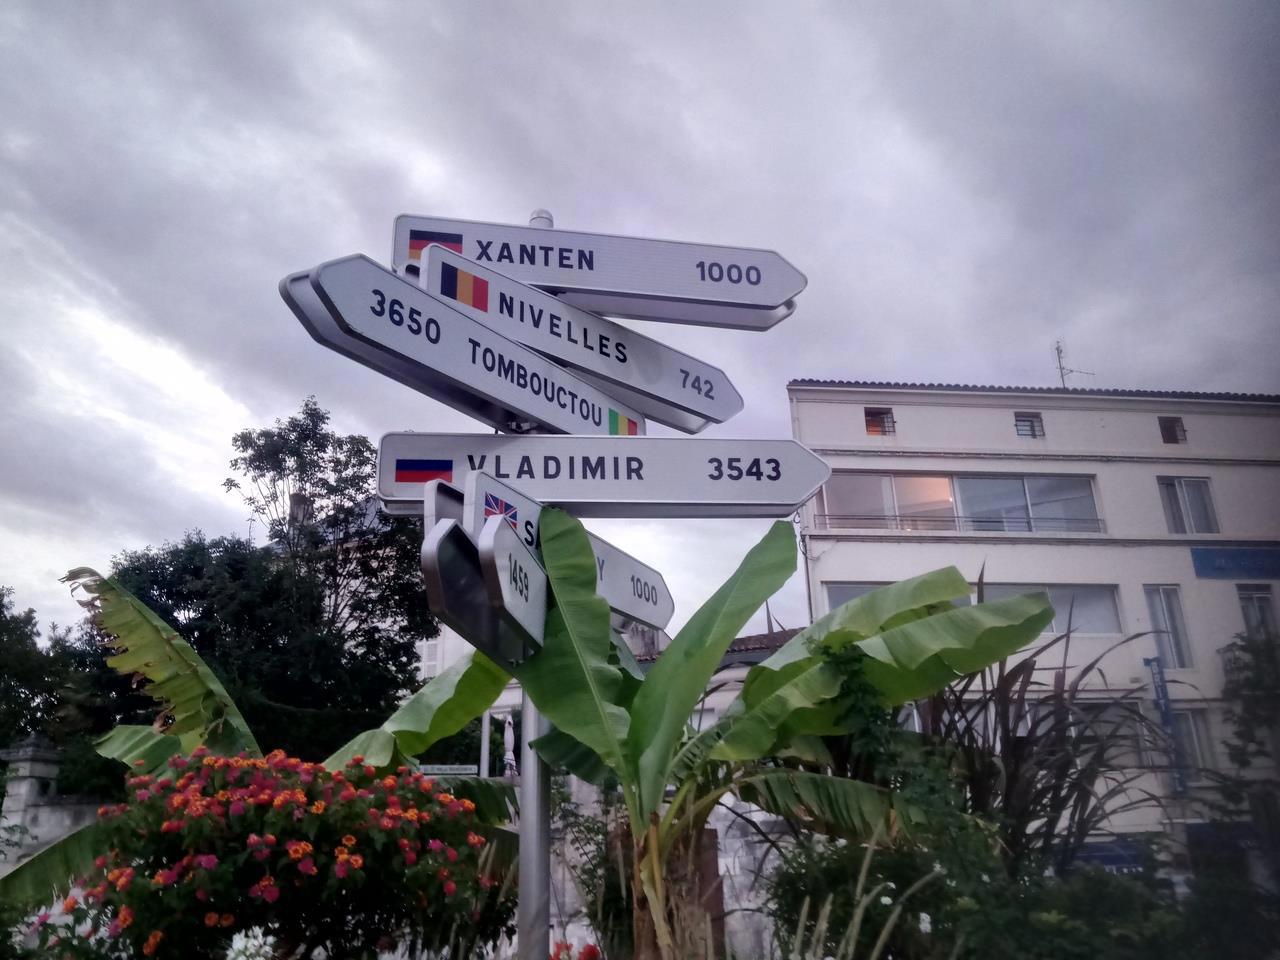 XANTEN 1000
NIVELLES 742
3650 TOMBOUCTOU
VLADIMIR 3543
1000
1459